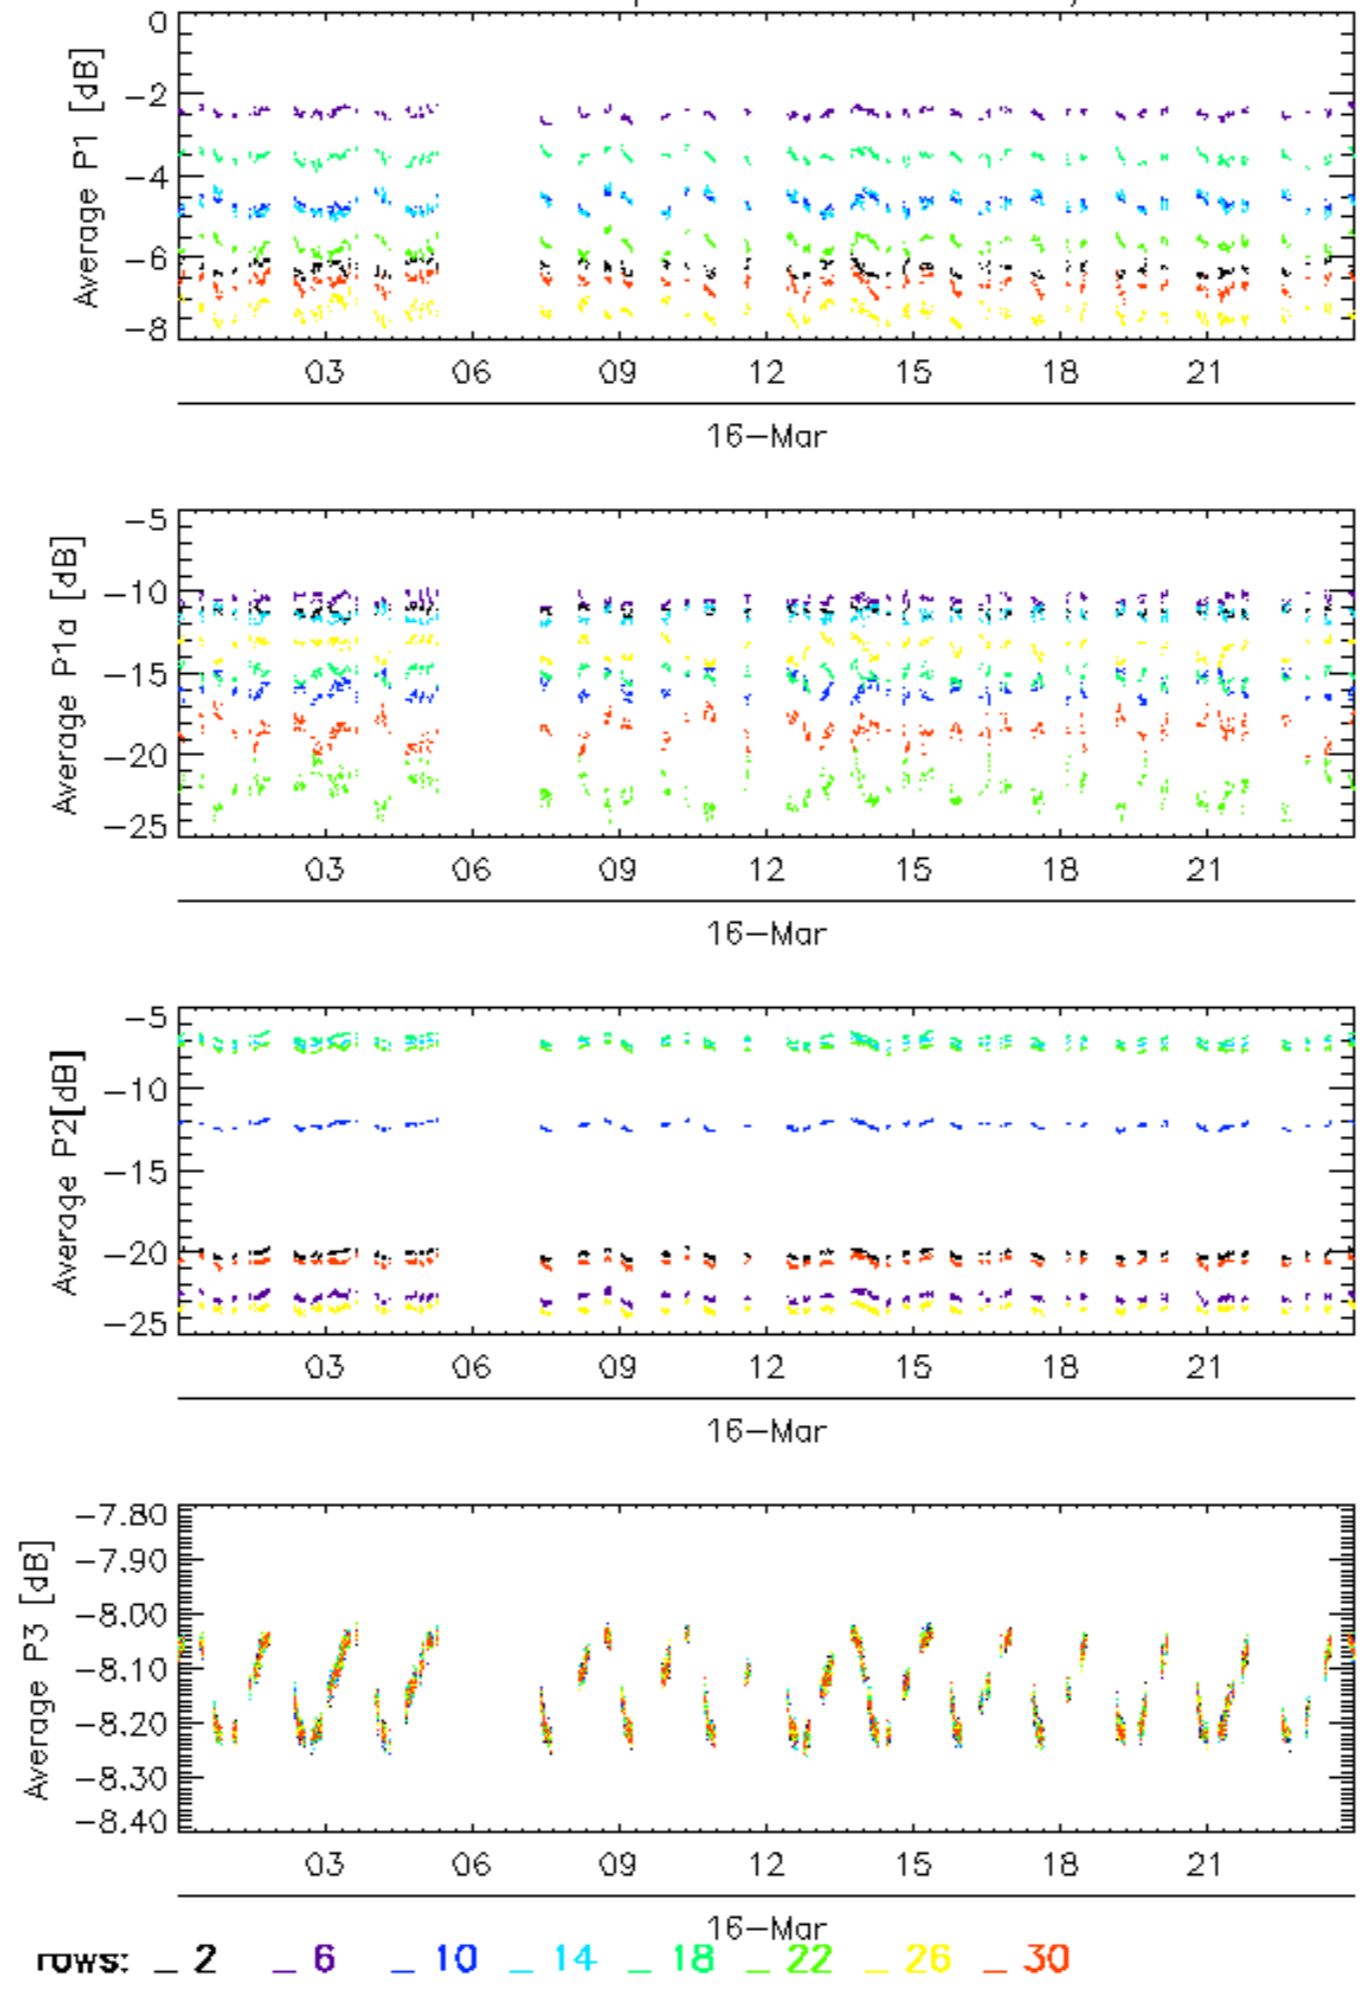 0
−2
−4
−6
−8
Average P1 [dB]
03 06 09 12 15 18 21
16−Mar
−5
−10
−15
−20
−25
Average P1a [dB]
03 06 09 12 15 18 21
16−Mar
−5
−10
−15
−20
−25
Average P2[dB]
03 06 09 12 15 18 21
16−Mar
−7.80
−7.90
−8.00
−8.10
−8.20
−8.30
−8.40
Average P3 [dB]
03 06 09 12 15 18 21
16−Mar
rows: _ 2 _ 6 _ 10 _ 14 _ 18 _ 22 _ 26 _ 30